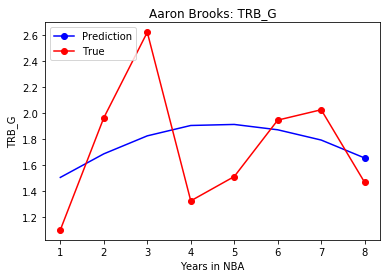 Aaron Brooks: TRB_G
Prediction
True
TRB_G
2.6
2.4
2.2
2.0
1.8
1.6
1.4
1.2
1 2 3 4 5 6 7 8
Years in NBA